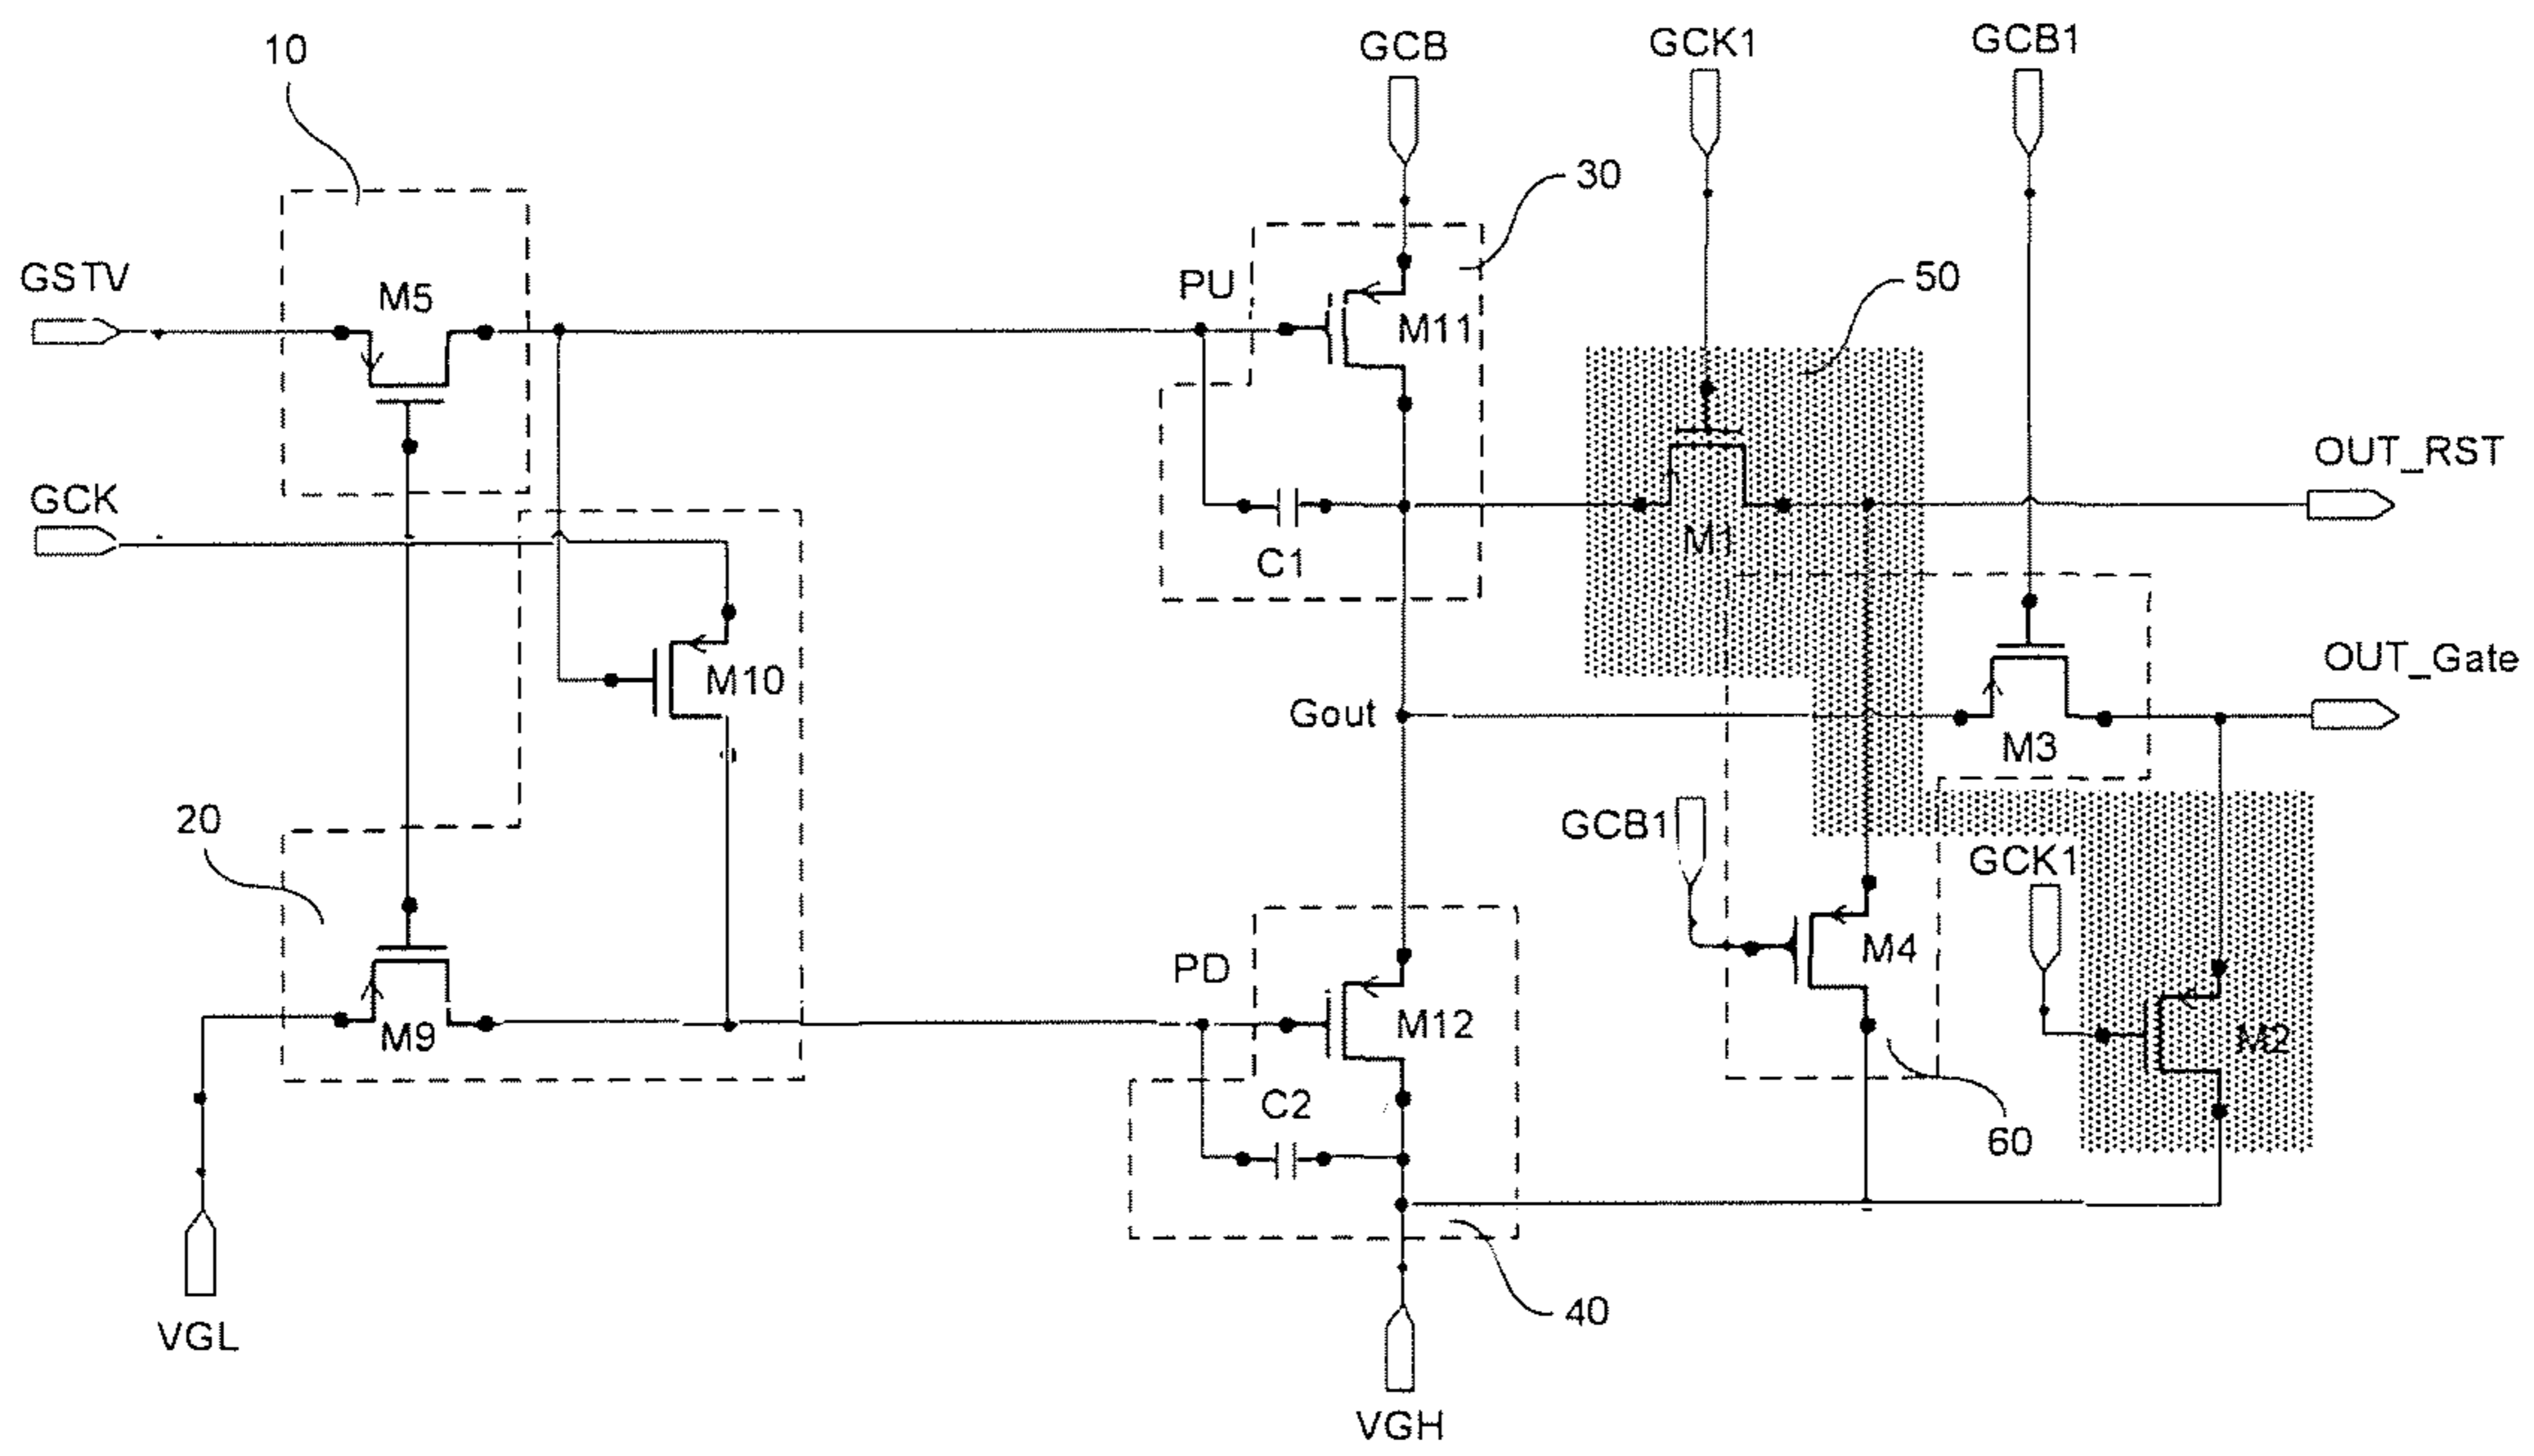 10
GCB
GCK1
GCB1
30
GSTV
M5
PU
M11
50
OUT_RST
GCK
C1
M1
M10
OUT_Gate
Gout
M3
20
GCB1
GCK1
M4
PD
M12
M9
M2
C2
60
40
VGL
VGH